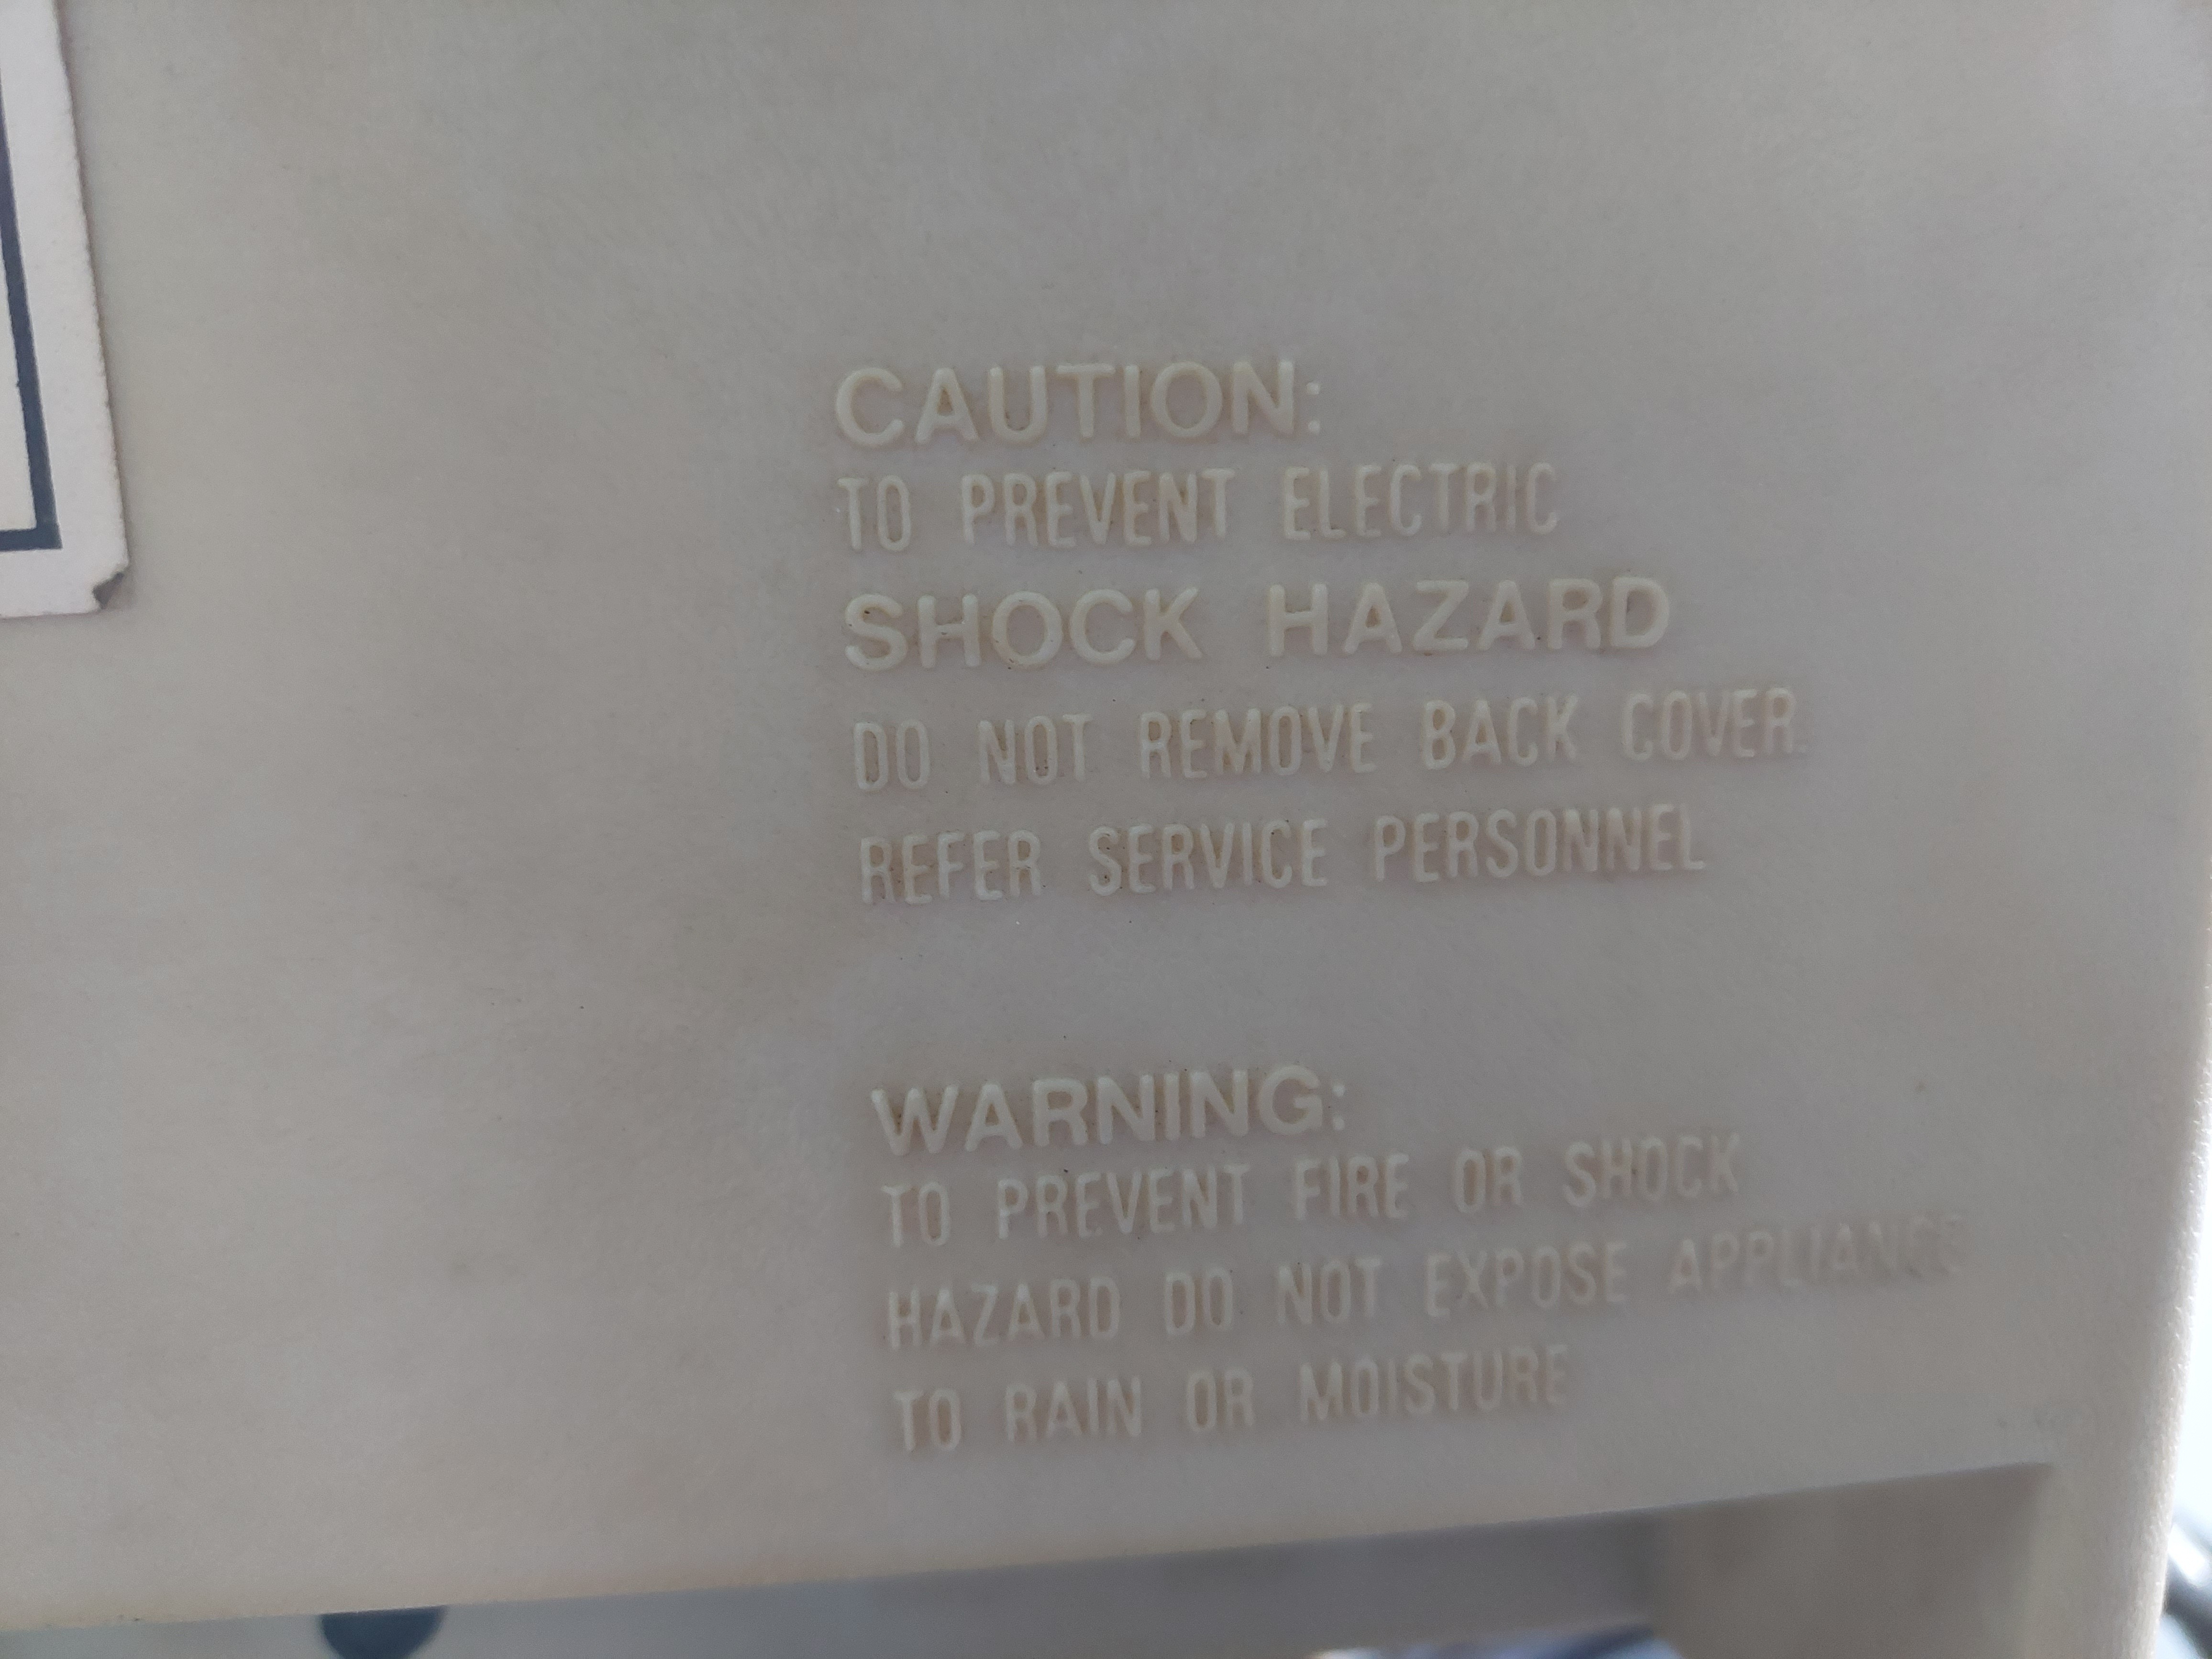 CAUTION:
TO PREVENT ELECTRIC
SHOCK HAZARD
DO NOT REMOVE BACK COVER.
REFER SERVICE PERSONNEL
WARNING:
TO PREVENT FIRE OR SHOCK
HAZARD DO NOT EXPOSE APPLIANCE
TO RAIN OR MOISTURE